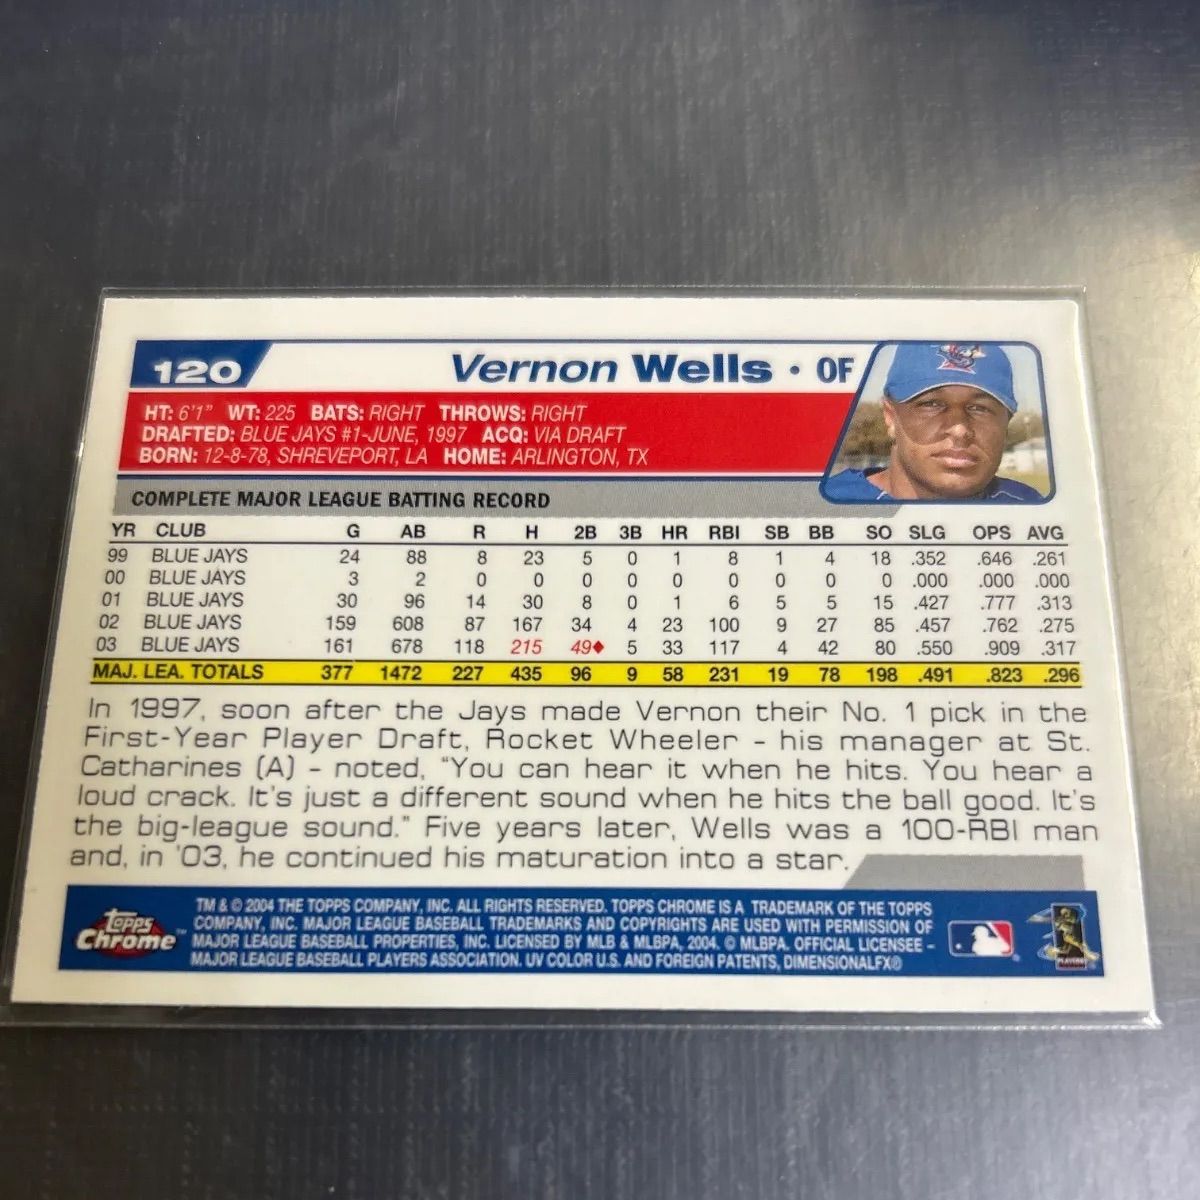 120 Vernon Wells • OF
HT: 6'1" WT: 225 BATS: RIGHT THROWS: RIGHT
DRAFTED: BLUE JAYS #1-JUNE, 1997 ACQ: VIA DRAFT
BORN: 12-8-78, SHREVEPORT, LA HOME: ARLINGTON, TX
COMPLETE MAJOR LEAGUE BATTING RECORD
YR CLUB G AB R H 2B 3B HR RBI SB BB SO SLG OPS AVG
99 BLUE JAYS 24 88 8 23 5 0 1 8 1 4 18 .352 .646 .261
00 BLUE JAYS 3 2 0 0 0 0 0 0 0 0 0 .000 .000 .000
01 BLUE JAYS 30 96 14 30 8 0 1 6 5 5 15 .427 .777 .313
02 BLUE JAYS 159 608 87 167 34 4 23 100 9 27 85 .457 .762 .275
03 BLUE JAYS 161 678 118 215 49♦ 5 33 117 4 42 80 .550 .909 .317
MAJ. LEA. TOTALS 377 1472 227 435 96 9 58 231 19 78 198 .491 .823 .296
In 1997, soon after the Jays made Vernon their No. 1 pick in the
First-Year Player Draft, Rocket Wheeler – his manager at St.
Catharines (A) – noted, "You can hear it when he hits. You hear a
loud crack. It's just a different sound when he hits the ball good. It's
the big-league sound." Five years later, Wells was a 100-RBI man
and, in '03, he continued his maturation into a star.
Topps
Chrome™
TM & © 2004 THE TOPPS COMPANY, INC. ALL RIGHTS RESERVED. TOPPS CHROME IS A TRADEMARK OF THE TOPPS
COMPANY, INC. MAJOR LEAGUE BASEBALL TRADEMARKS AND COPYRIGHTS ARE USED WITH PERMISSION OF
MAJOR LEAGUE BASEBALL PROPERTIES, INC. LICENSED BY MLB & MLBPA, 2004. © MLBPA. OFFICIAL LICENSEE –
MAJOR LEAGUE BASEBALL PLAYERS ASSOCIATION. UV COLOR U.S. AND FOREIGN PATENTS, DIMENSIONALFX®
PLAYERS